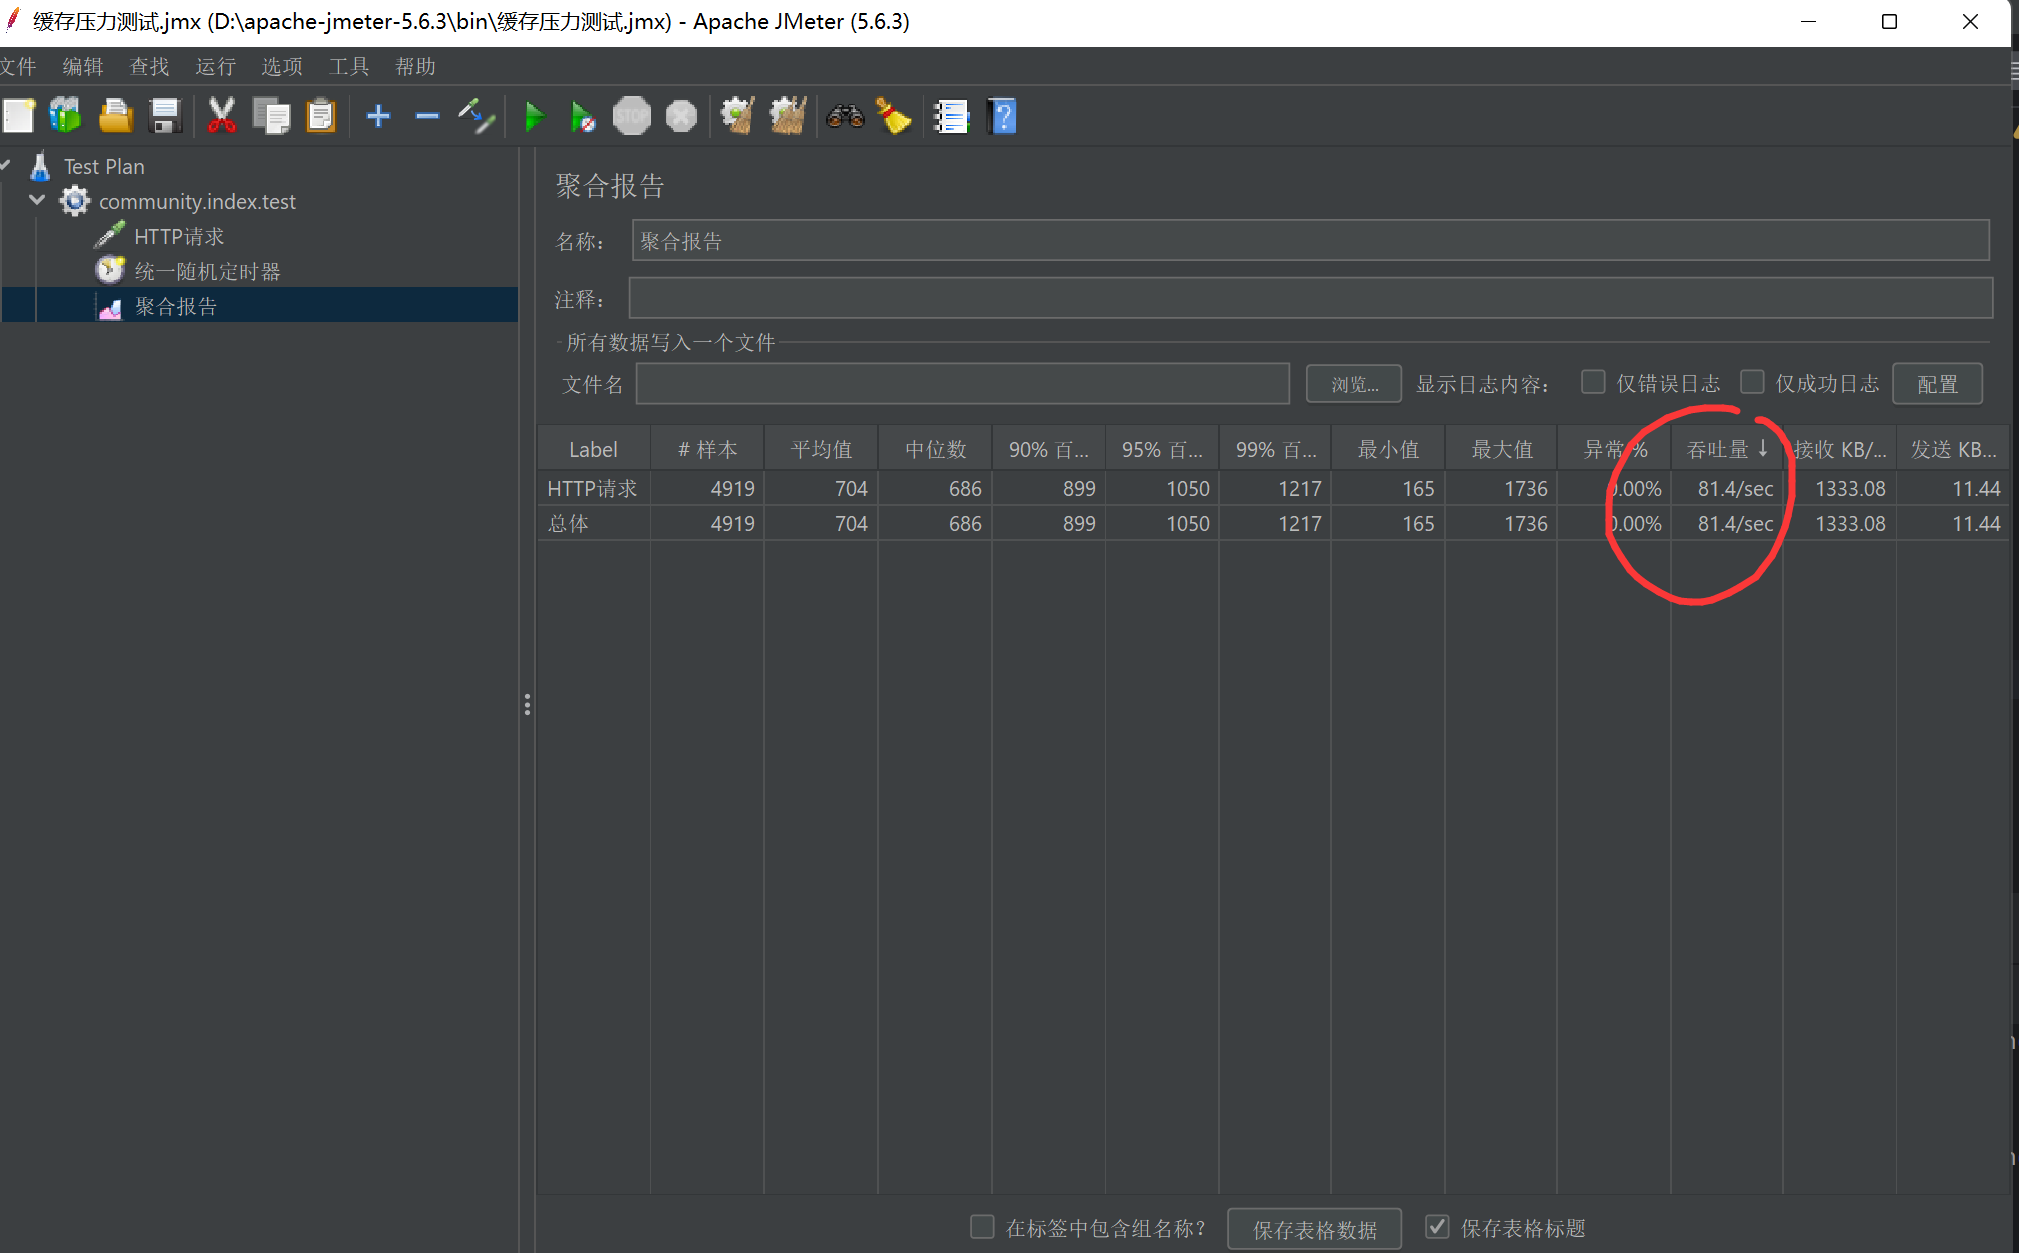 缓存压力测试.jmx (D:\apache-jmeter-5.6.3\bin\缓存压力测试.jmx) - Apache JMeter (5.6.3)
文件 编辑 查找 运行 选项 工具 帮助
STOP
Test Plan
community.index.test
HTTP请求
统一随机定时器
聚合报告
聚合报告
名称： 聚合报告
注释：
所有数据写入一个文件
文件名 浏览... 显示日志内容： 仅错误日志 仅成功日志 配置
Label # 样本 平均值 中位数 90% 百... 95% 百... 99% 百... 最小值 最大值 异常 % 吞吐量 ↓ 接收 KB/... 发送 KB...
HTTP请求 4919 704 686 899 1050 1217 165 1736 0.00% 81.4/sec 1333.08 11.44
总体 4919 704 686 899 1050 1217 165 1736 0.00% 81.4/sec 1333.08 11.44
在标签中包含组名称? 保存表格数据 保存表格标题